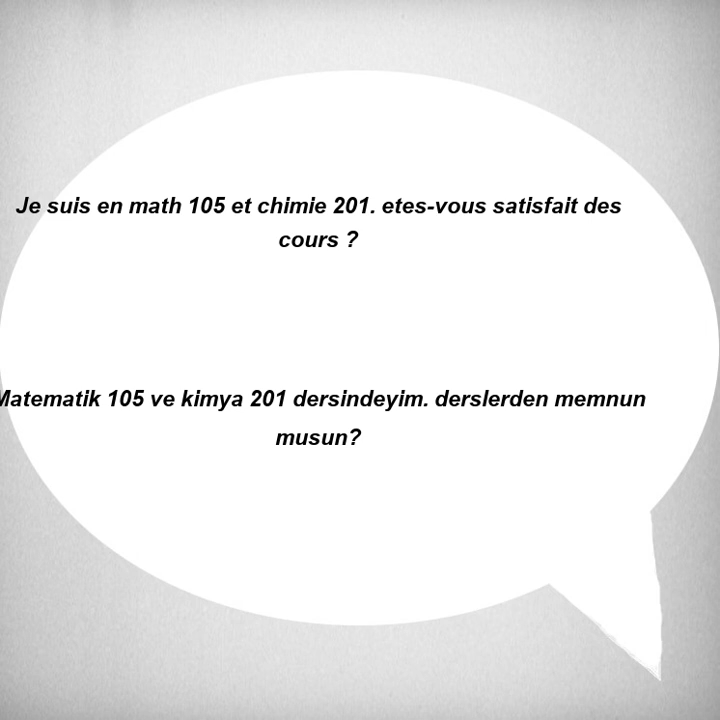 Je suis en math 105 et chimie 201. etes-vous satisfait des
cours ?
Matematik 105 ve kimya 201 dersindeyim. derslerden memnun
musun?